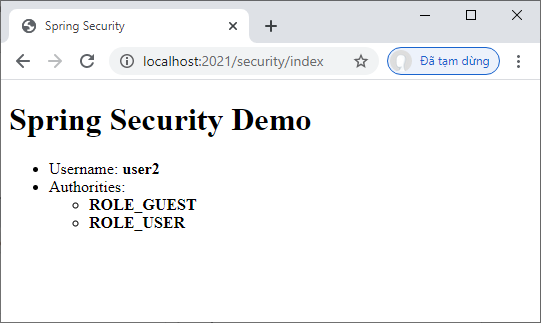 Spring Security
localhost:2021/security/index
Đã tạm dừng
Spring Security Demo
Username: user2
Authorities:
ROLE_GUEST
ROLE_USER